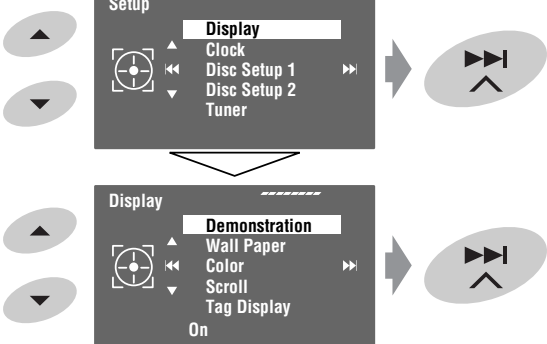 Setup
Display
Clock
Disc Setup 1
Disc Setup 2
Tuner
Display
Demonstration
Wall Paper
Color
Scroll
Tag Display
On